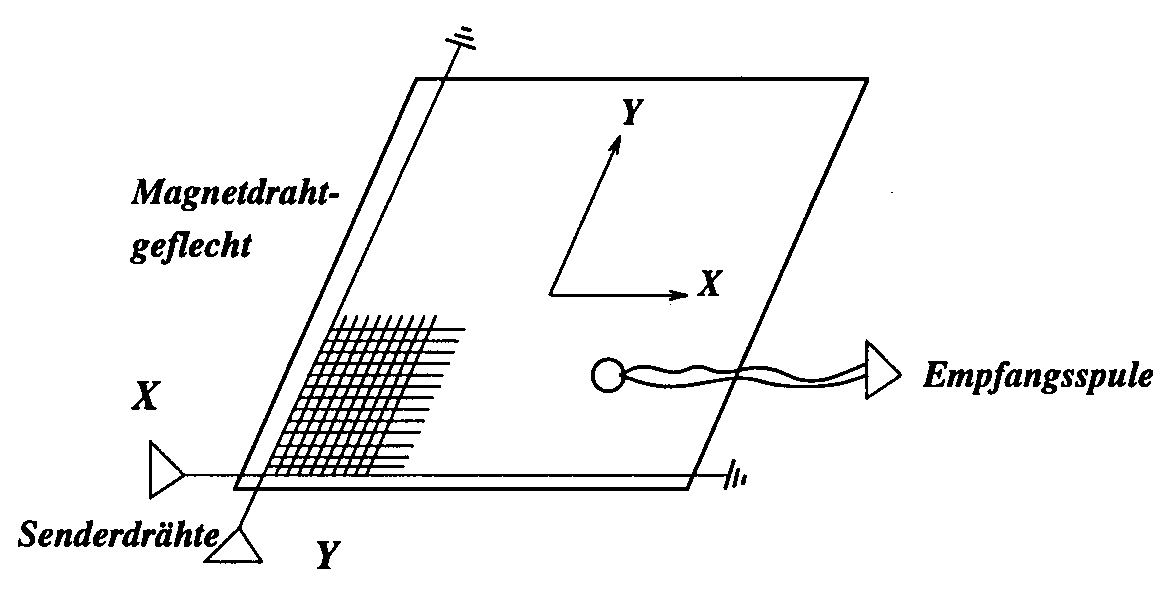 Y
Magnetdraht-
geflecht
X
Empfangsspule
X
Senderdrähte
Y